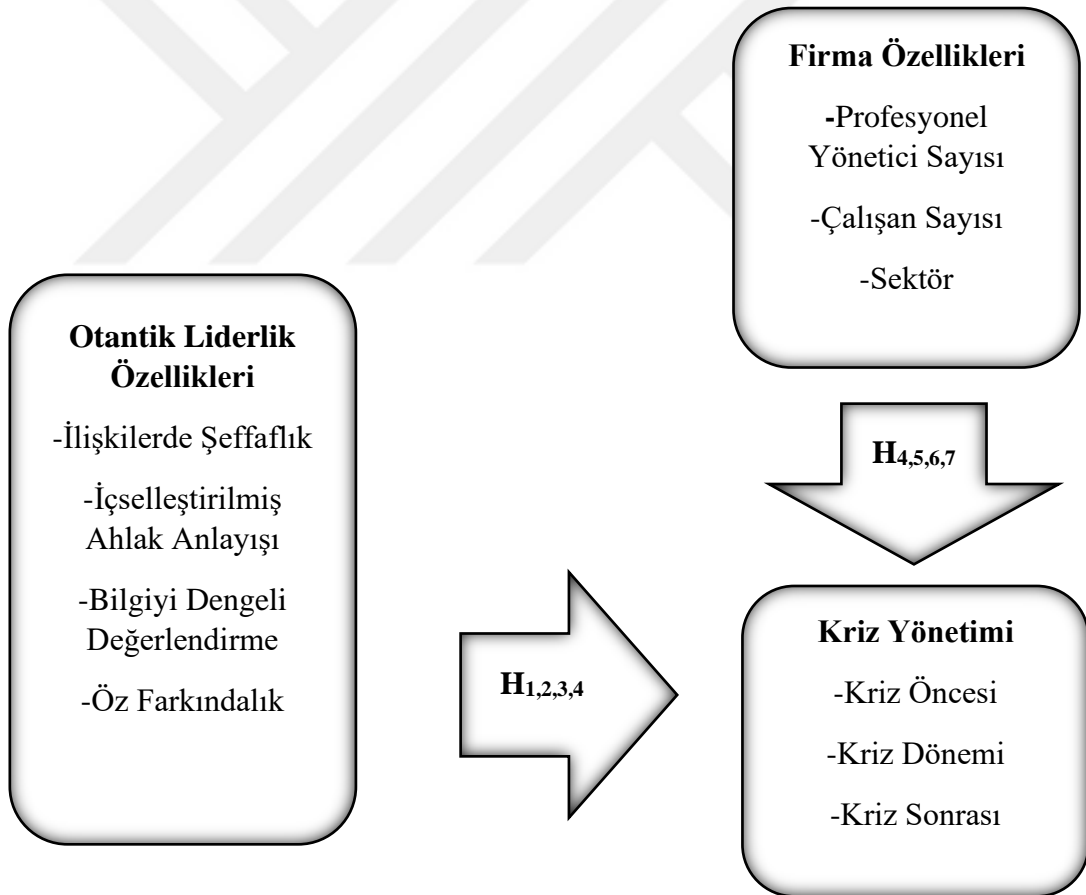 Firma Özellikleri
-Profesyonel
Yönetici Sayısı
-Çalışan Sayısı
-Sektör
Otantik Liderlik
Özellikleri
-İlişkilerde Şeffaflık
-İçselleştirilmiş
Ahlak Anlayışı
-Bilgiyi Dengeli
Değerlendirme
-Öz Farkındalık
H4,5,6,7
H1,2,3,4
Kriz Yönetimi
-Kriz Öncesi
-Kriz Dönemi
-Kriz Sonrası